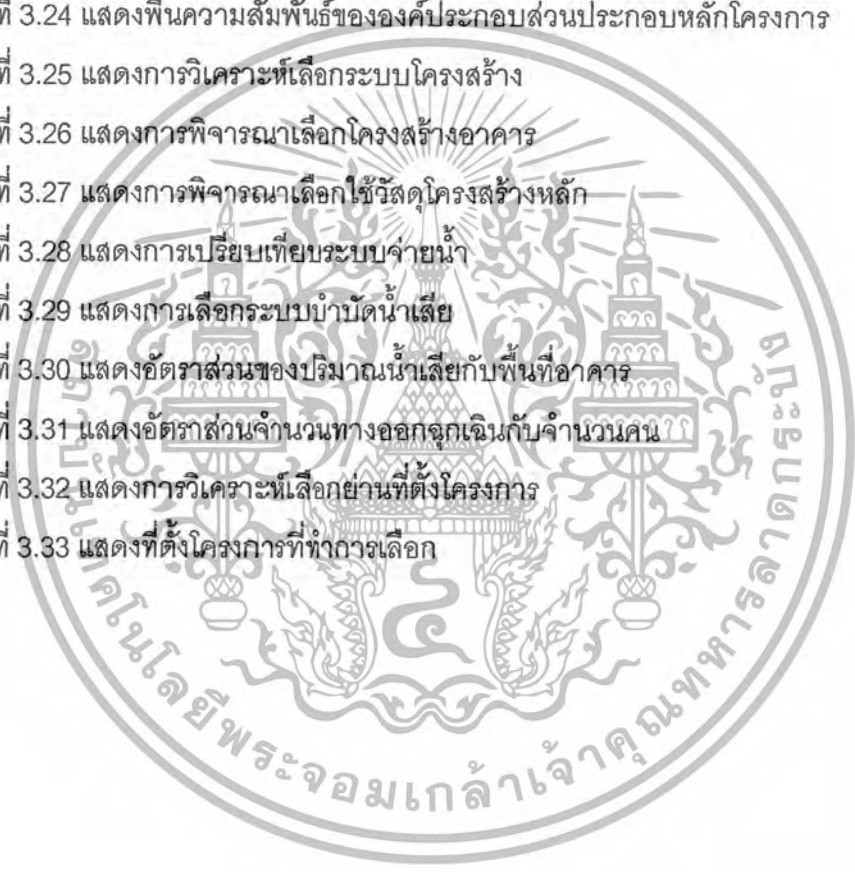 ที่ 3.24 แสดงพื้นความสัมพันธ์ขององค์ประกอบส่วนประกอบหลักโครงการ
ที่ 3.25 แสดงการวิเคราะห์เลือกระบบโครงสร้าง
ที่ 3.26 แสดงการพิจารณาเลือกโครงสร้างอาคาร
ที่ 3.27 แสดงการพิจารณาเลือกใช้วัสดุโครงสร้างหลัก
ที่ 3.28 แสดงการเปรียบเทียบระบบจ่ายน้ำ
ที่ 3.29 แสดงการเลือกระบบบำบัดน้ำเสีย
ที่ 3.30 แสดงอัตราส่วนของปริมาณน้ำเสียกับพื้นที่อาคาร
ที่ 3.31 แสดงอัตราส่วนจำนวนทางออกฉุกเฉินกับจำนวนคน
ที่ 3.32 แสดงการวิเคราะห์เลือกย่านที่ตั้งโครงการ
ที่ 3.33 แสดงที่ตั้งโครงการที่ทำการเลือก
สถาบันเทคโนโลยีพระจอมเกล้าเจ้าคุณทหารลาดกระบัง